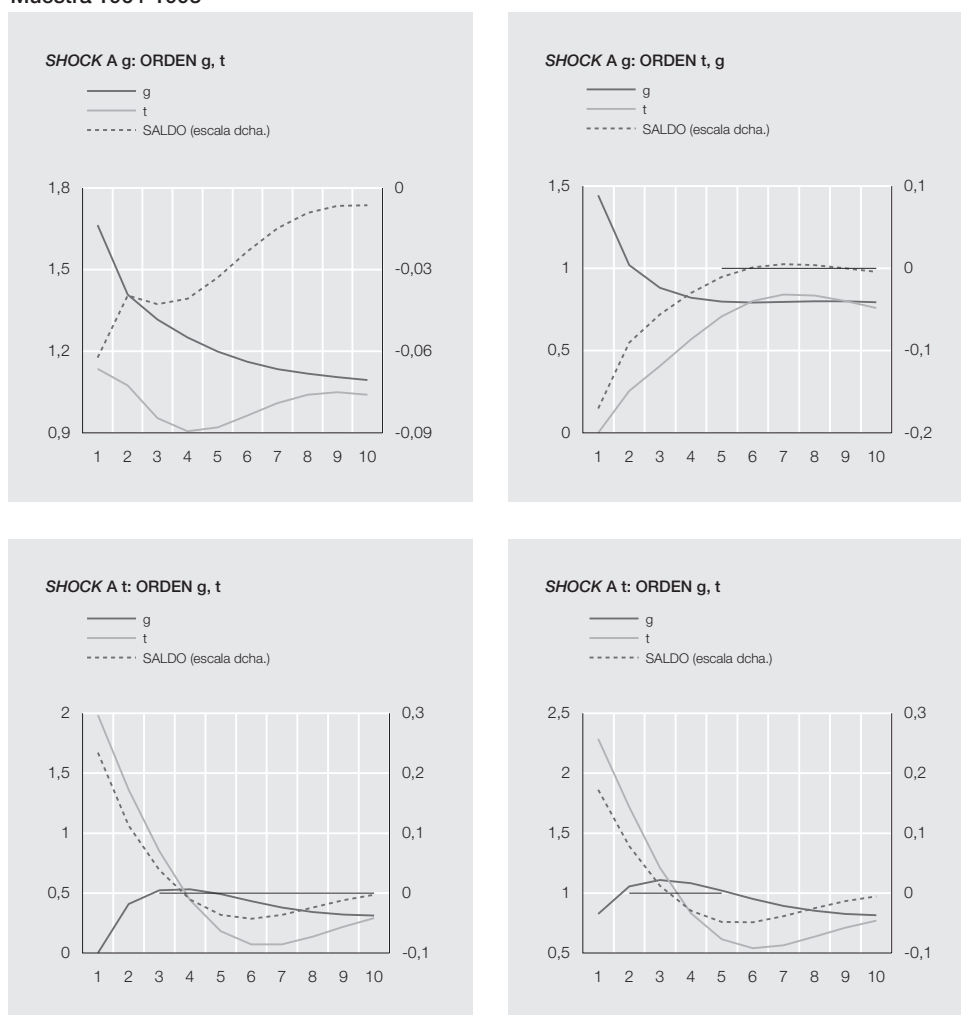 Muestra 1964-1998
SHOCK A g: ORDEN g, t
g
t
SALDO (escala dcha.)
1,8
1,5
1,2
0,9
0
-0,03
-0,06
-0,09
1 2 3 4 5 6 7 8 9 10
SHOCK A g: ORDEN t, g
g
t
SALDO (escala dcha.)
1,5
1
0,5
0
0,1
0
-0,1
-0,2
1 2 3 4 5 6 7 8 9 10
SHOCK A t: ORDEN g, t
g
t
SALDO (escala dcha.)
2
1,5
1
0,5
0
0,3
0,2
0,1
0
-0,1
1 2 3 4 5 6 7 8 9 10
SHOCK A t: ORDEN g, t
g
t
SALDO (escala dcha.)
2,5
2
1,5
1
0,5
0,3
0,2
0,1
0
-0,1
1 2 3 4 5 6 7 8 9 10